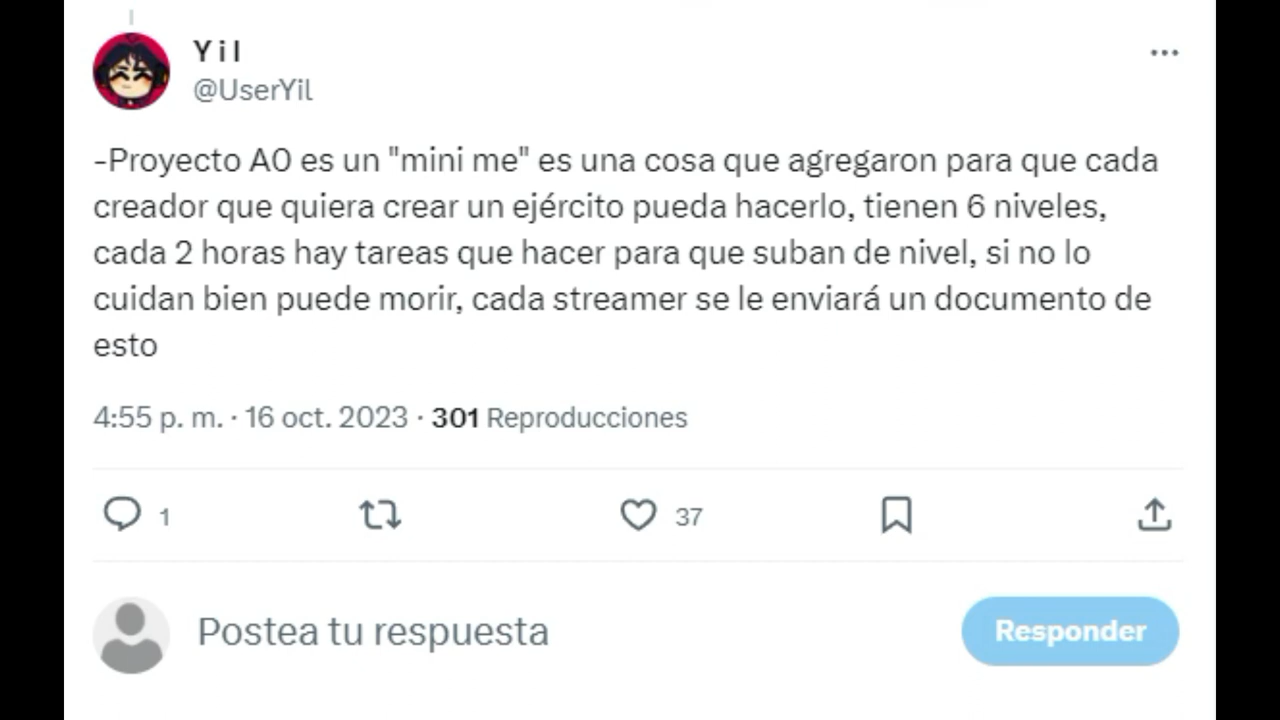 Yil
@UserYil
-Proyecto A0 es un "mini me" es una cosa que agregaron para que cada
creador que quiera crear un ejército pueda hacerlo, tienen 6 niveles,
cada 2 horas hay tareas que hacer para que suban de nivel, si no lo
cuidan bien puede morir, cada streamer se le enviará un documento de
esto
4:55 p. m. · 16 oct. 2023 · 301 Reproducciones
1 37
Postea tu respuesta Responder